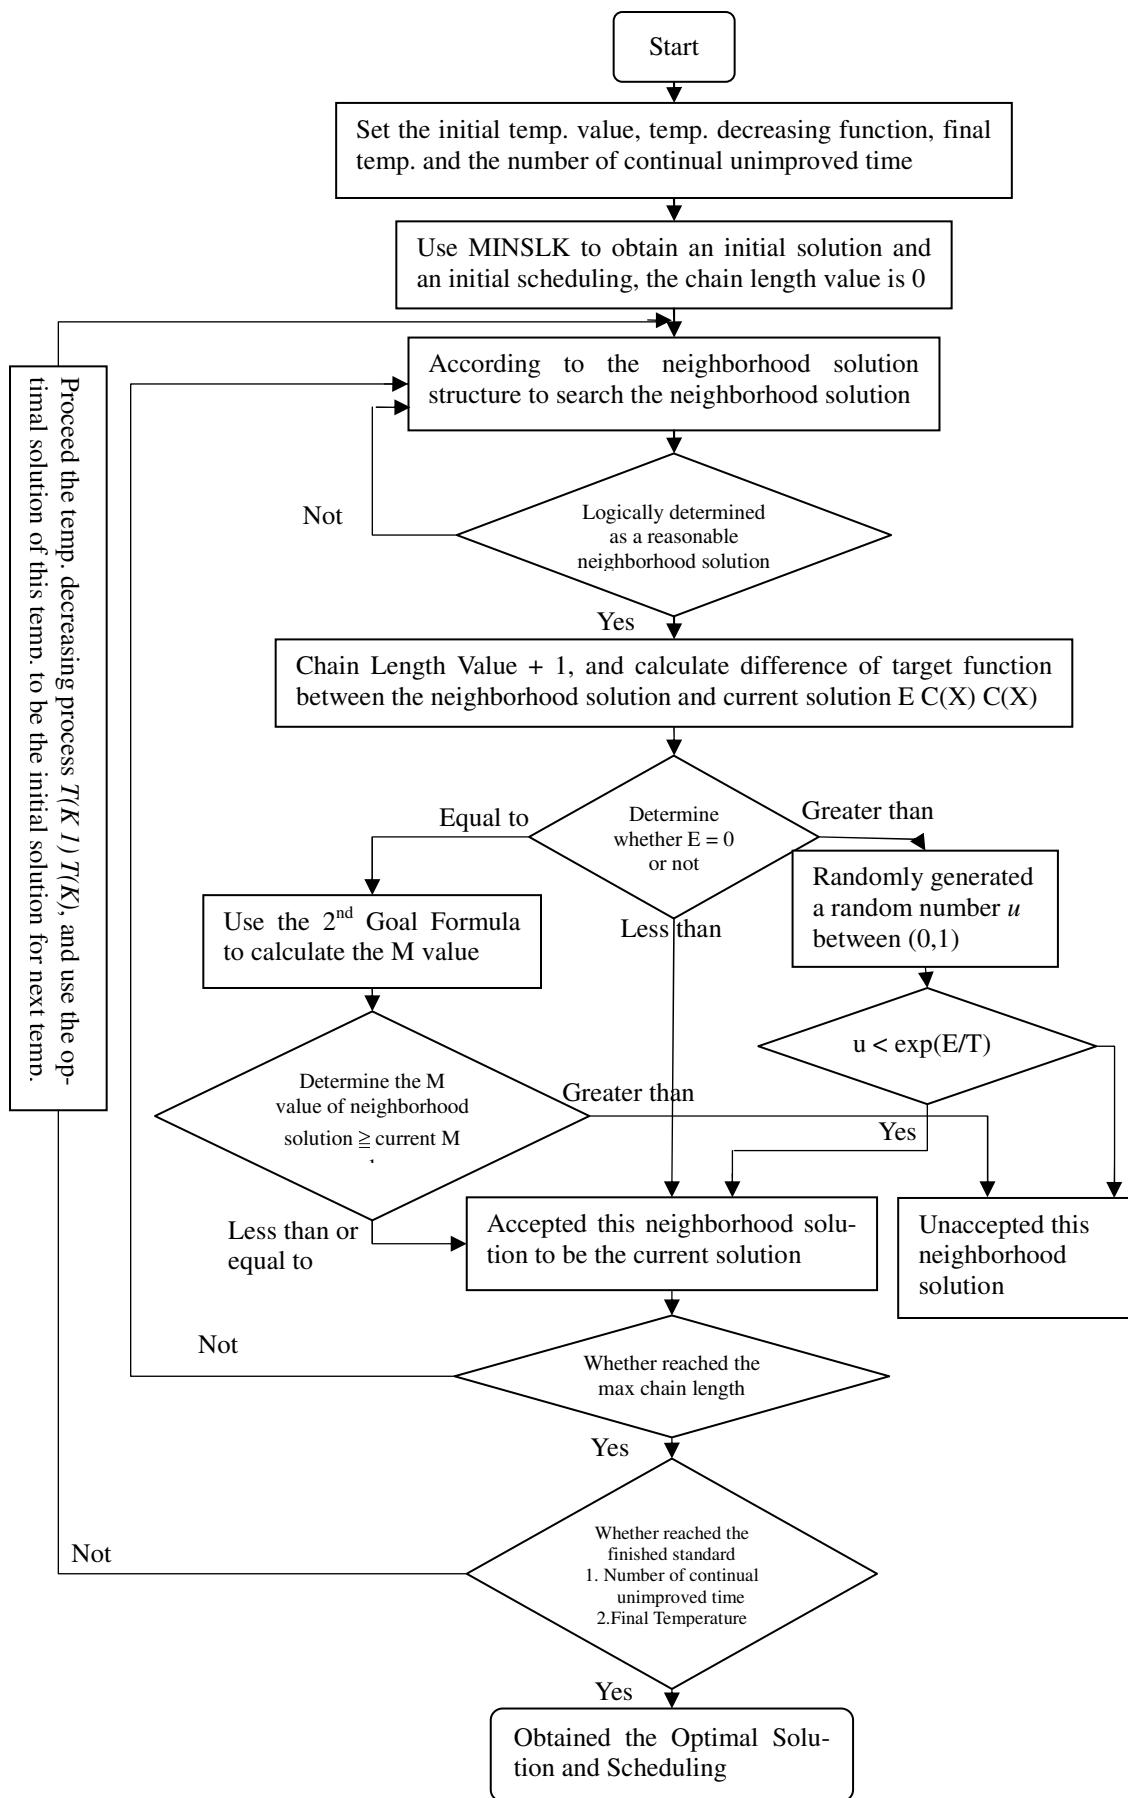 Start
Set the initial temp. value, temp. decreasing function, final
temp. and the number of continual unimproved time
Use MINSLK to obtain an initial solution and
an initial scheduling, the chain length value is 0
According to the neighborhood solution
structure to search the neighborhood solution
Proceed the temp. decreasing process T(K 1) T(K), and use the op-
timal solution of this temp. to be the initial solution for next temp.
Not
Logically determined
as a reasonable
neighborhood solution
Yes
Chain Length Value + 1, and calculate difference of target function
between the neighborhood solution and current solution E C(X) C(X)
Equal to
Determine
whether E = 0
or not
Greater than
Less than
Use the 2nd Goal Formula
to calculate the M value
Randomly generated
a random number u
between (0,1)
u < exp(E/T)
Determine the M
value of neighborhood
solution ≧ current M
Greater than
Yes
Less than or
equal to
Accepted this neighborhood solu-
tion to be the current solution
Unaccepted this
neighborhood
solution
Not
Whether reached the
max chain length
Yes
Not
Whether reached the
finished standard
1. Number of continual
unimproved time
2.Final Temperature
Yes
Obtained the Optimal Solu-
tion and Scheduling